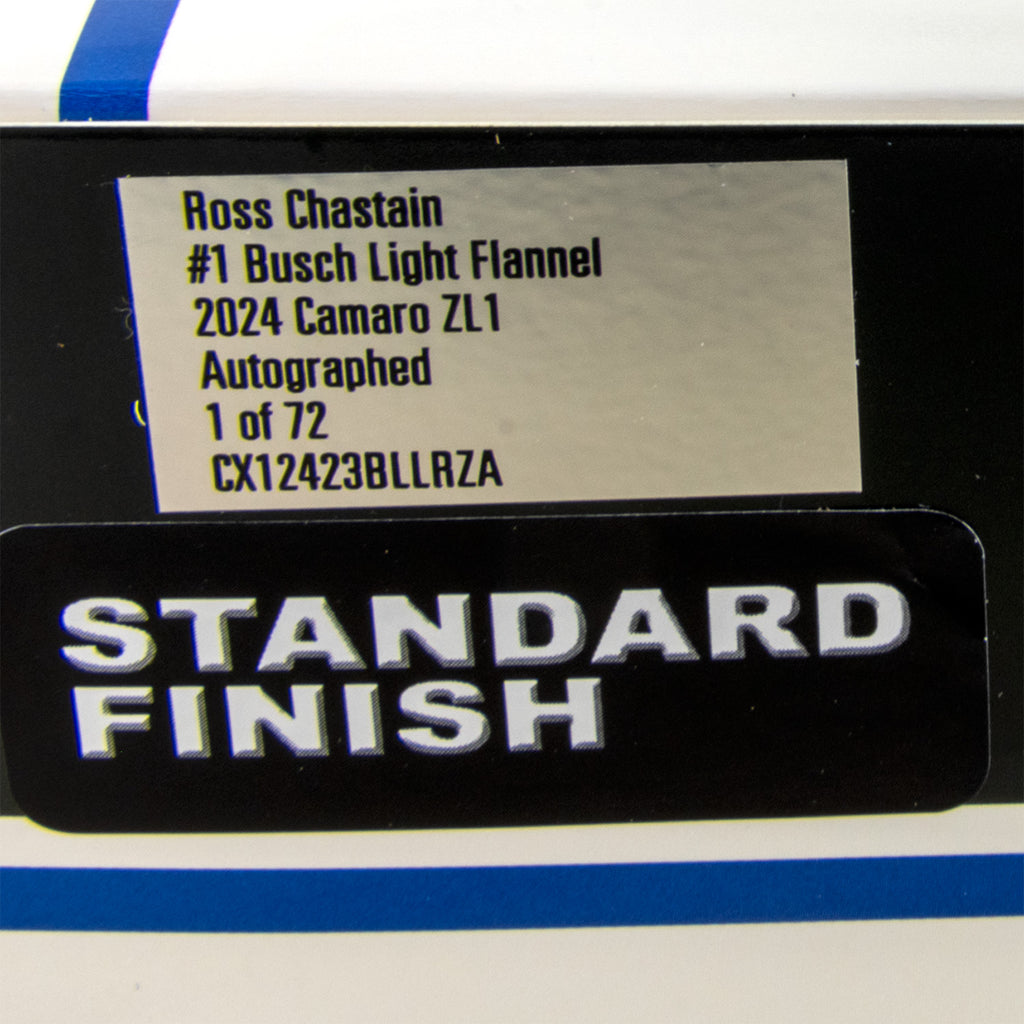 Ross Chastain
#1 Busch Light Flannel
2024 Camaro ZL1
Autographed
1 of 72
CX12423BLLRZA
STANDARD
FINISH